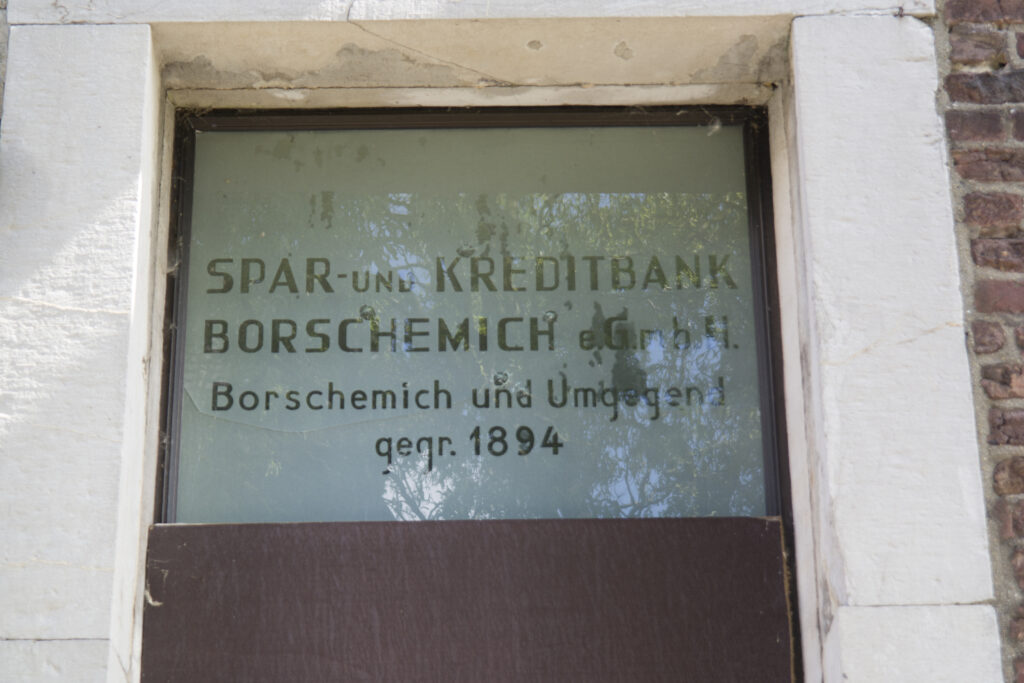 SPAR-UND KREDITBANK
BORSCHEMICH e.G.m.b.H.
Borschemich und Umgegend
gegr. 1894